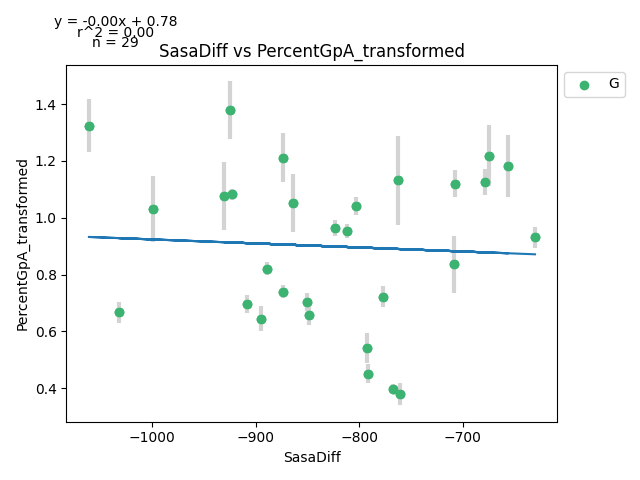 y = -0.00x + 0.78
r^2 = 0.00
n = 29
SasaDiff vs PercentGpA_transformed
G
PercentGpA_transformed
1.4
1.2
1.0
0.8
0.6
0.4
−1000
−900
−800
−700
SasaDiff